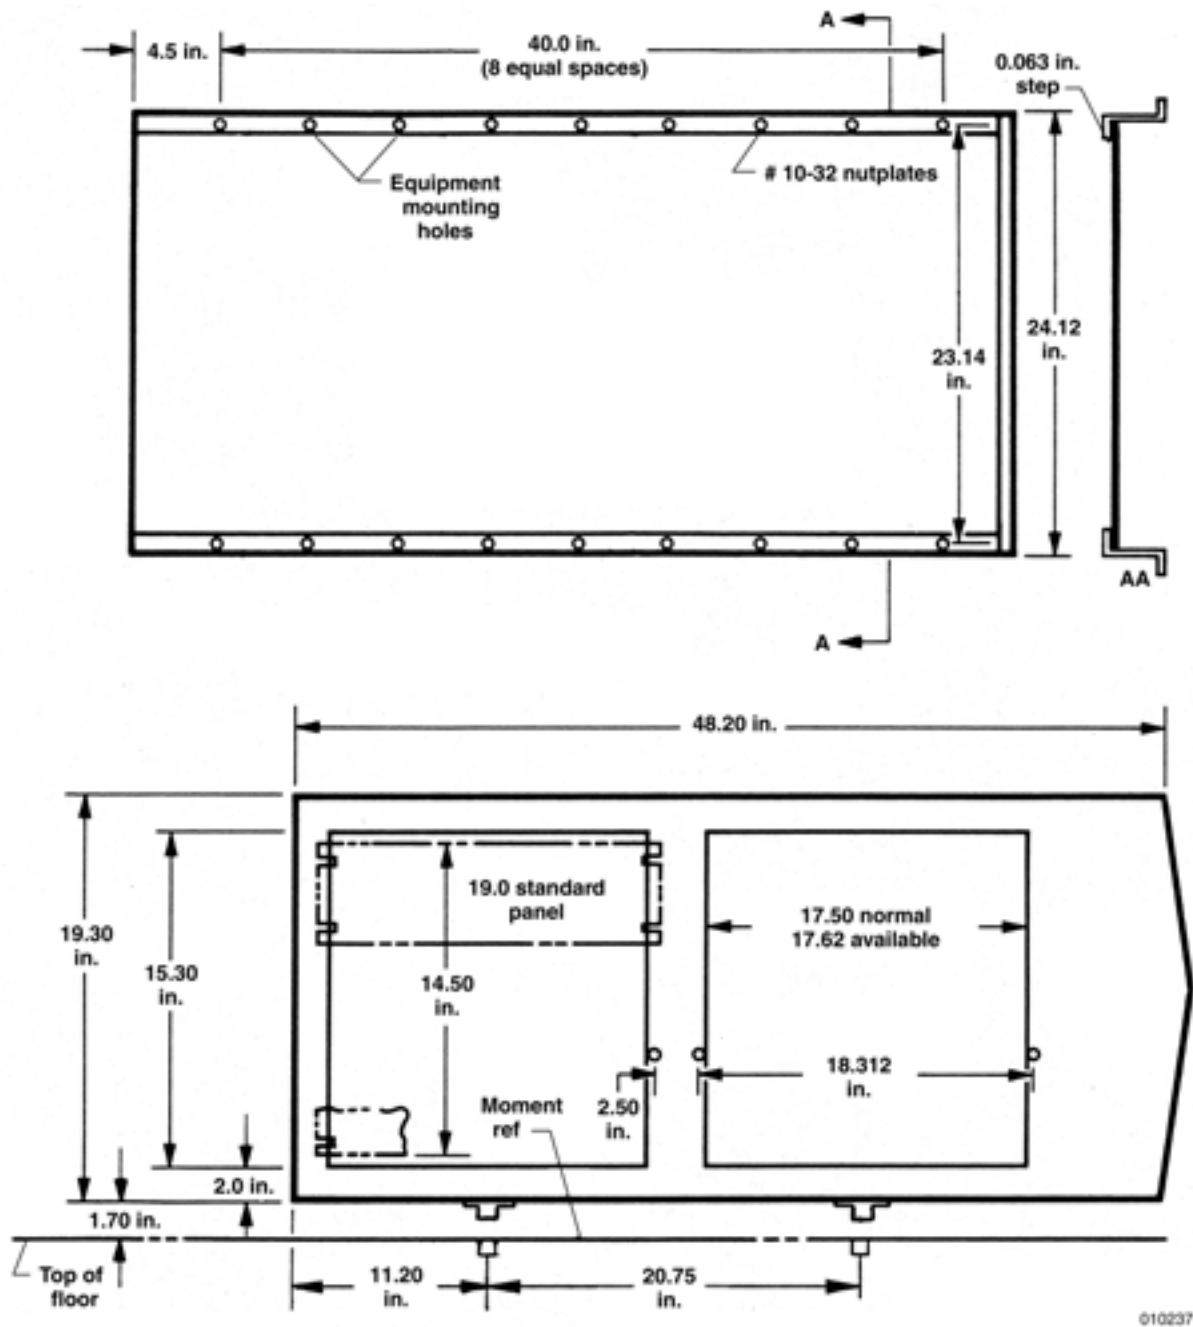 A
4.5 in.
40.0 in.
(8 equal spaces)
0.063 in.
step
Equipment
mounting
holes
# 10-32 nutplates
24.12
in.
23.14
in.
AA
A
48.20 in.
19.0 standard
panel
17.50 normal
17.62 available
19.30
in.
15.30
in.
14.50
in.
18.312
in.
2.50
in.
Moment
ref
2.0 in.
1.70 in.
Top of
floor
11.20
in.
20.75
in.
010237